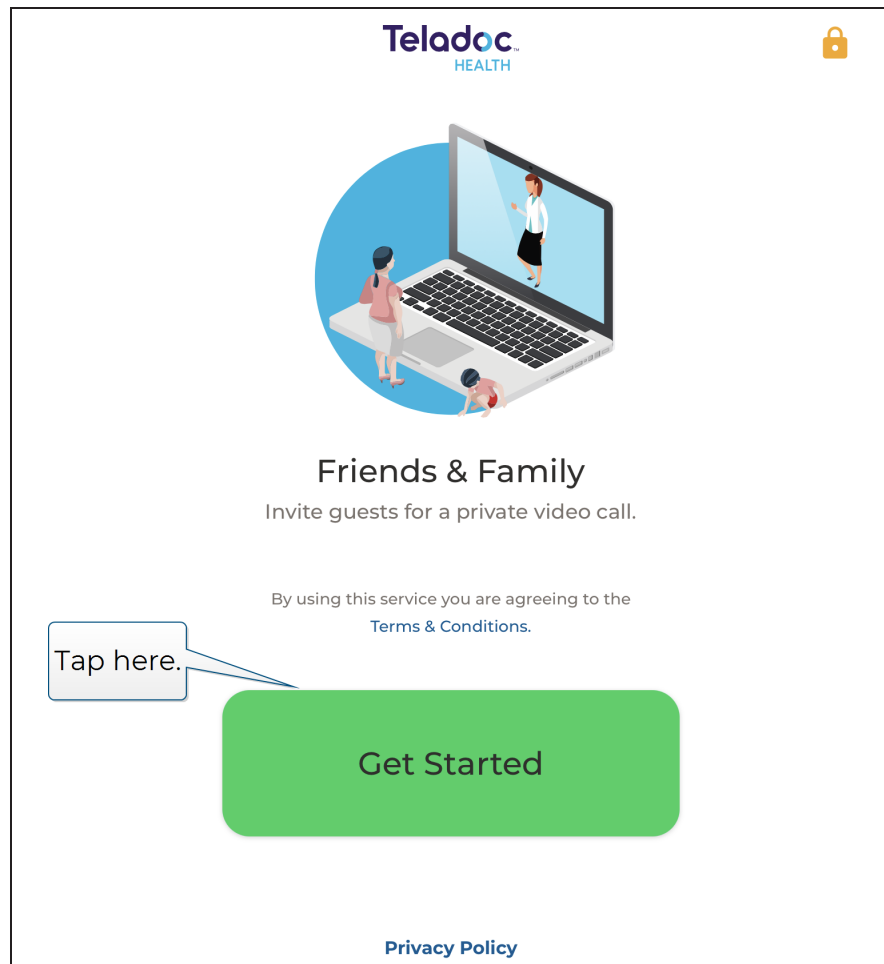 Teladoc™
HEALTH
Friends & Family
Invite guests for a private video call.
By using this service you are agreeing to the
Terms & Conditions.
Tap here.
Get Started
Privacy Policy